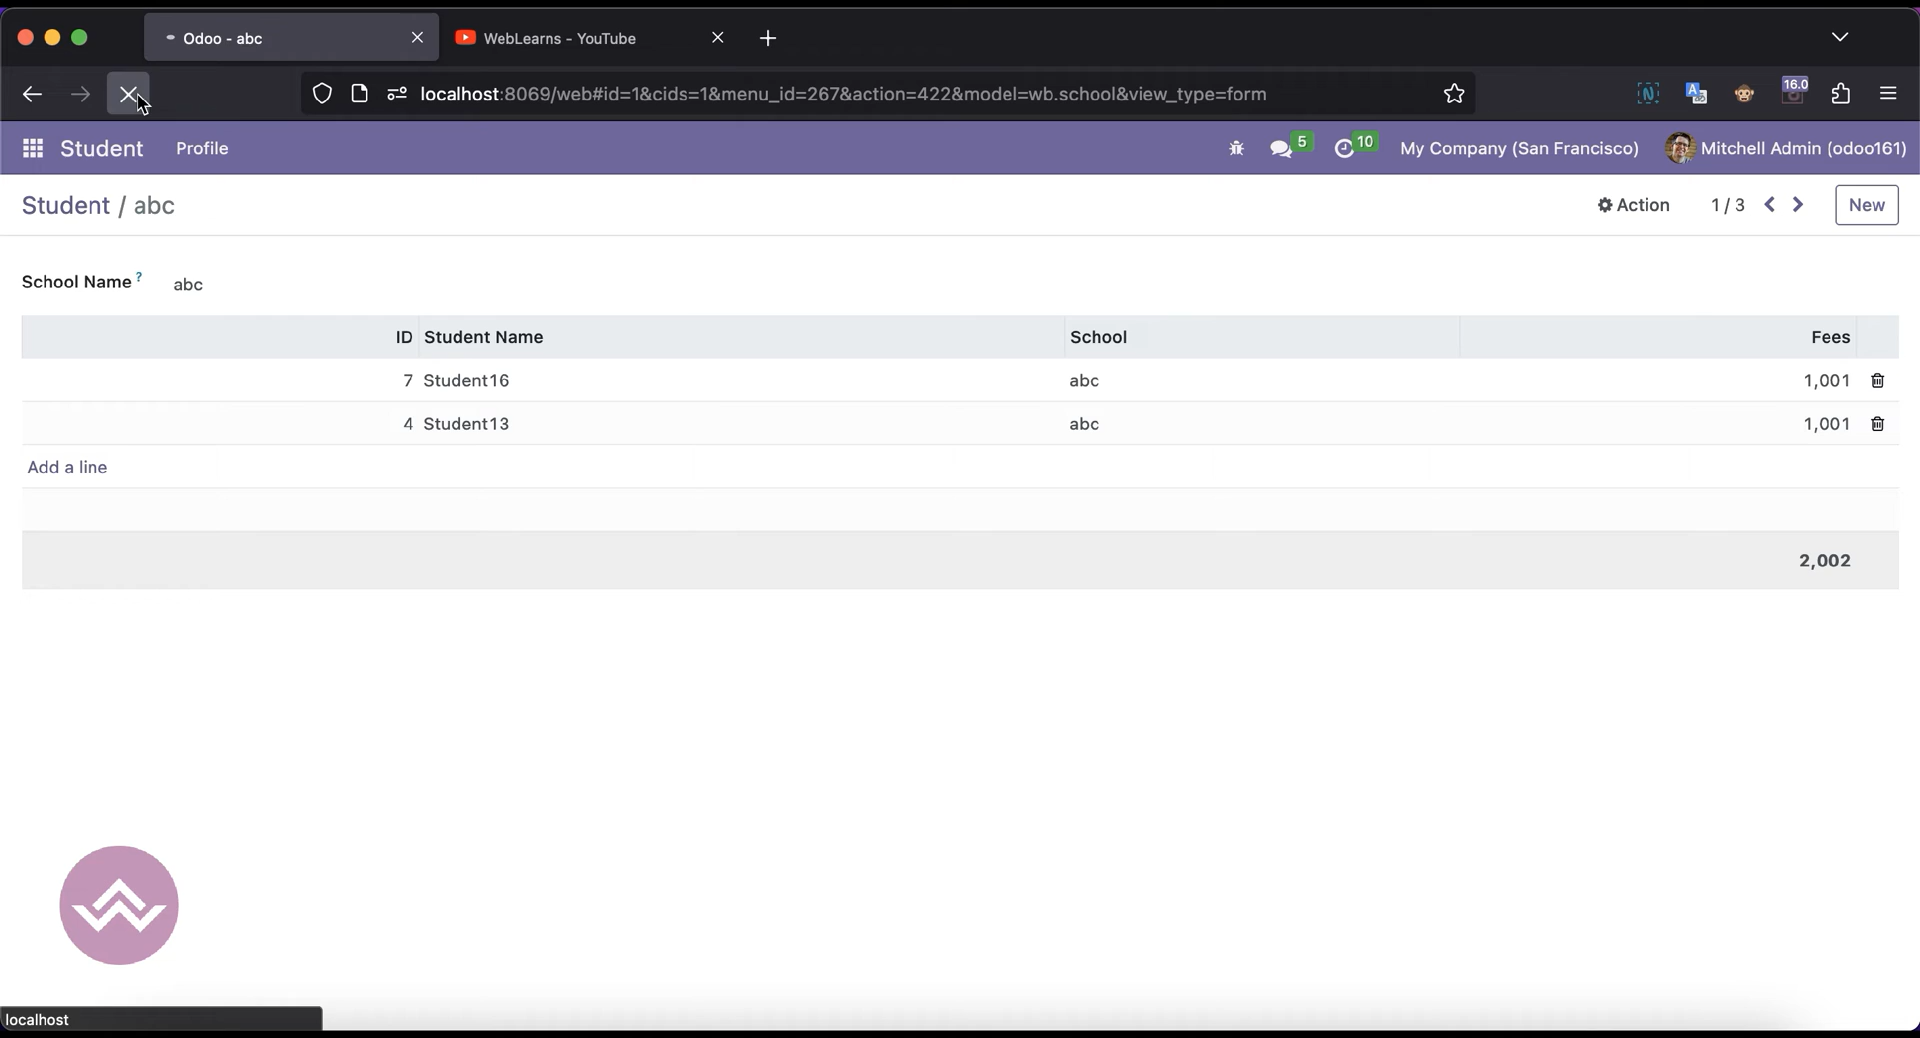 Odoo - abc
WebLearns - YouTube
localhost:8069/web#id=1&cids=1&menu_id=267&action=422&model=wb.school&view_type=form
16.0
Student
Profile
5
10
My Company (San Francisco)
Mitchell Admin (odoo161)
Student / abc
Action
1 / 3
New
School Name ?
abc
ID Student Name School Fees
7 Student16 abc 1,001
4 Student13 abc 1,001
Add a line
2,002
localhost